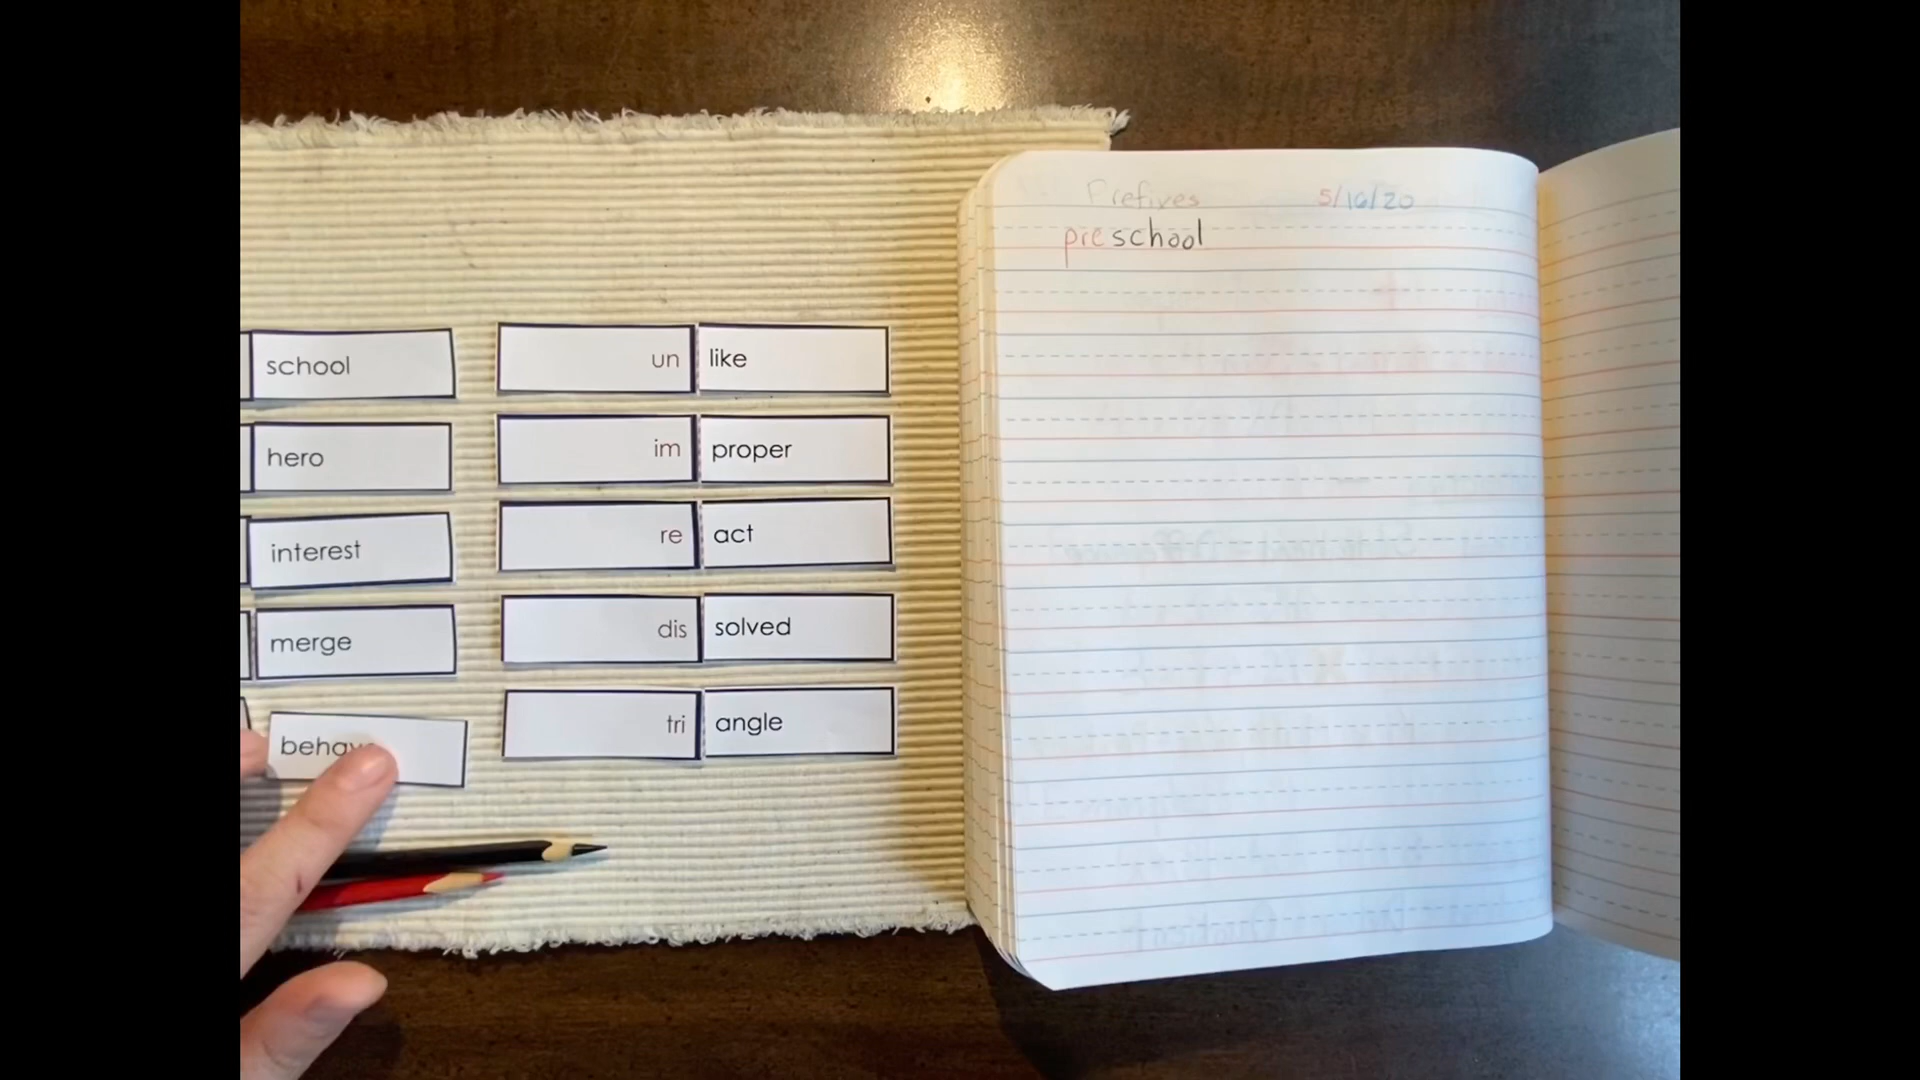 Prefixes 5/16/20
preschool
school
hero
interest
merge
un like
im proper
re act
dis solved
tri angle